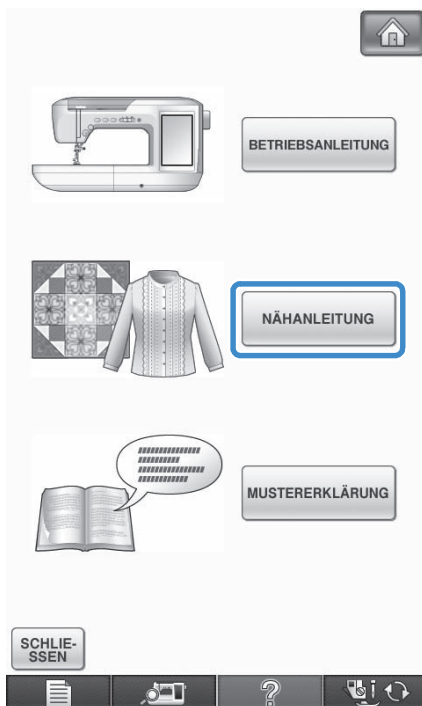 BETRIEBSANLEITUNG
NÄHANLEITUNG
MUSTERERKLÄRUNG
SCHLIE-
SSEN